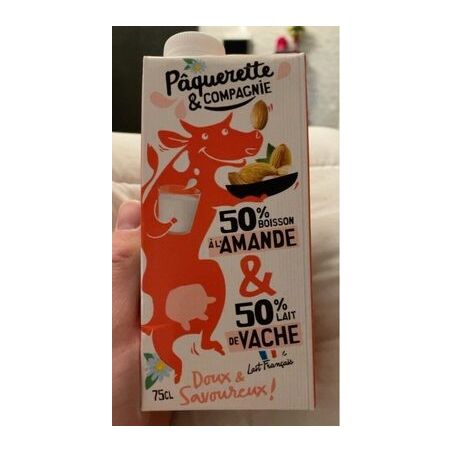 Pâquerette
& COMPAGNIE
50% BOISSON
À L'AMANDE
&
50% LAIT
DE VACHE
Lait Français
Doux &
Savoureux!
75CL